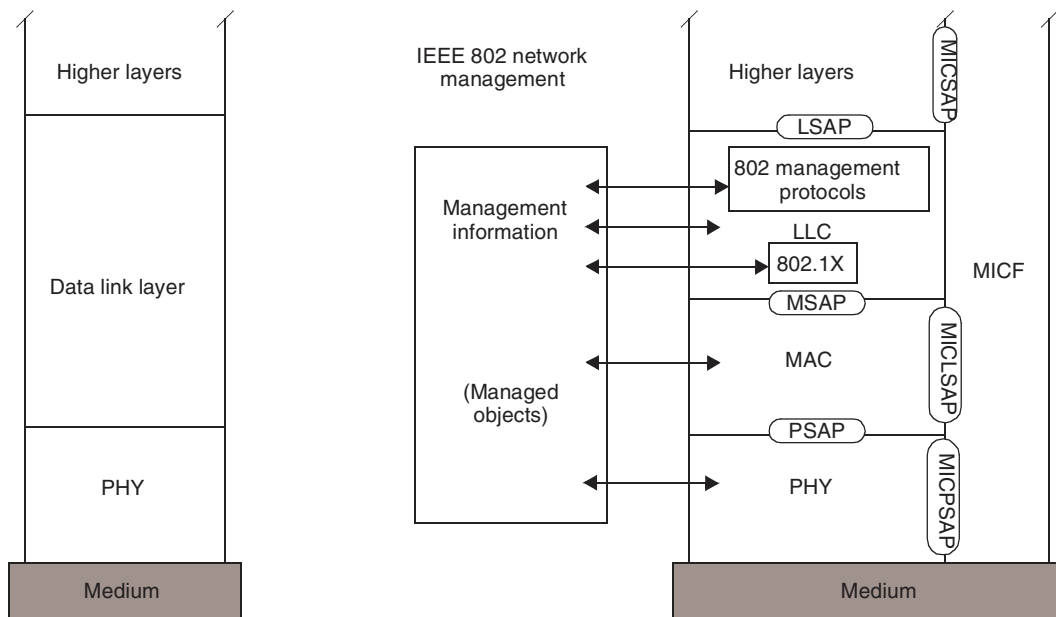 Higher layers
Data link layer
PHY
Medium
IEEE 802 network
management
Management
information
(Managed
objects)
Higher layers
LSAP
802 management
protocols
LLC
802.1X
MSAP
MAC
PSAP
PHY
MICSAP
MICLSAP
MICPSAP
MICF
Medium